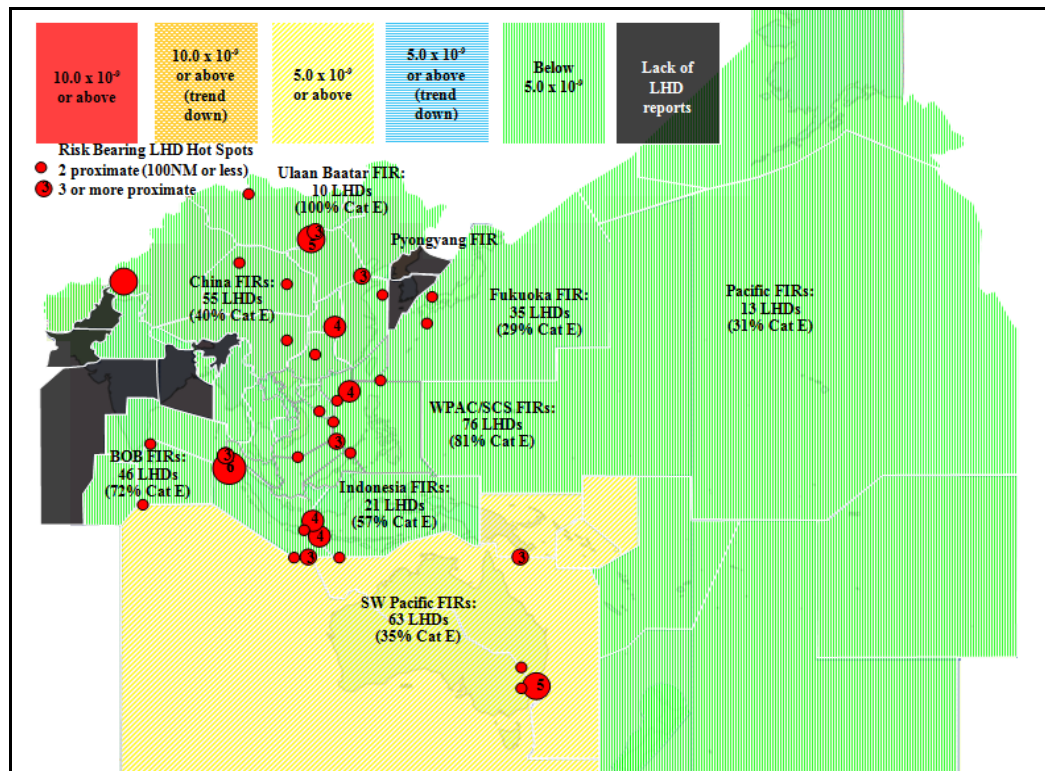 10.0 x 10⁻⁹
or above
10.0 x 10⁻⁹
or above
(trend
down)
5.0 x 10⁻⁹
or above
5.0 x 10⁻⁹
or above
(trend
down)
Below
5.0 x 10⁻⁹
Lack of
LHD
reports
Risk Bearing LHD Hot Spots
2 proximate (100NM or less)
3
3 or more proximate
Ulaan Baatar FIR:
10 LHDs
(100% Cat E)
3
5
Pyongyang FIR
3
China FIRs:
55 LHDs
(40% Cat E)
Fukuoka FIR:
35 LHDs
(29% Cat E)
Pacific FIRs:
13 LHDs
(31% Cat E)
4
4
WPAC/SCS FIRs:
76 LHDs
(81% Cat E)
3
BOB FIRs:
46 LHDs
(72% Cat E)
3
6
Indonesia FIRs:
21 LHDs
(57% Cat E)
4
4
3
3
SW Pacific FIRs:
63 LHDs
(35% Cat E)
5